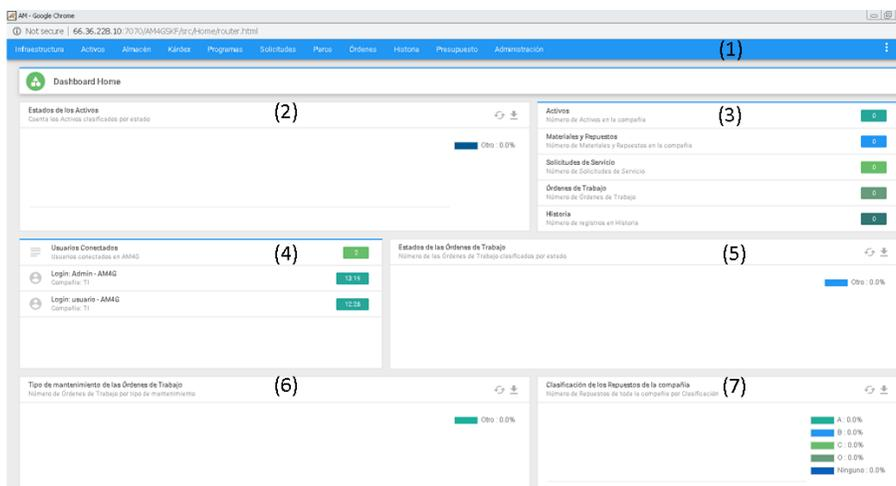 AM - Google Chrome
Not secure | 66.36.228.10:7070/AM4GSKF/src/Home/router.html
Infraestructura Activos Almacén Kárdex Programas Solicitudes Paros Órdenes Historia Presupuesto Administración (1)
Dashboard Home
Estados de los Activos (2)
Cuenta los Activos clasificados por estado
Otro : 0.0%
Activos (3)
Número de Activos en la compañía
0
Materiales y Repuestos
Número de Materiales y Repuestos en la compañía
0
Solicitudes de Servicio
Número de Solicitudes de Servicio
0
Órdenes de Trabajo
Número de Órdenes de Trabajo
0
Historia
Número de registros en Historia
0
Usuarios Conectados (4)
Usuarios conectados en AM4G
2
Login: Admin - AM4G
Compañía: TI
13:15
Login: usuario - AM4G
Compañía: TI
12:28
Estados de las Órdenes de Trabajo (5)
Número de las Órdenes de Trabajo clasificados por estado
Otro : 0.0%
Tipo de mantenimiento de las Órdenes de Trabajo (6)
Número de Órdenes de Trabajo por tipo de mantenimiento
Otro : 0.0%
Clasificación de los Repuestos de la compañía (7)
Número de Repuestos de toda la compañía por Clasificación
A : 0.0%
B : 0.0%
C : 0.0%
O : 0.0%
Ninguno : 0.0%